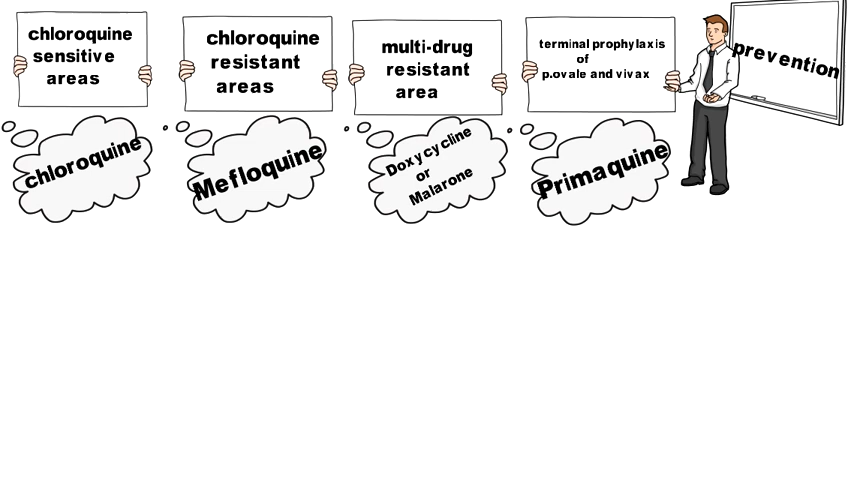 chloroquine
sensitive
areas
chloroquine
resistant
areas
multi-drug
resistant
area
terminal prophylaxis
of
p.ovale and vivax
prevention
chloroquine
Mefloquine
Doxycycline
or
Malarone
Primaquine